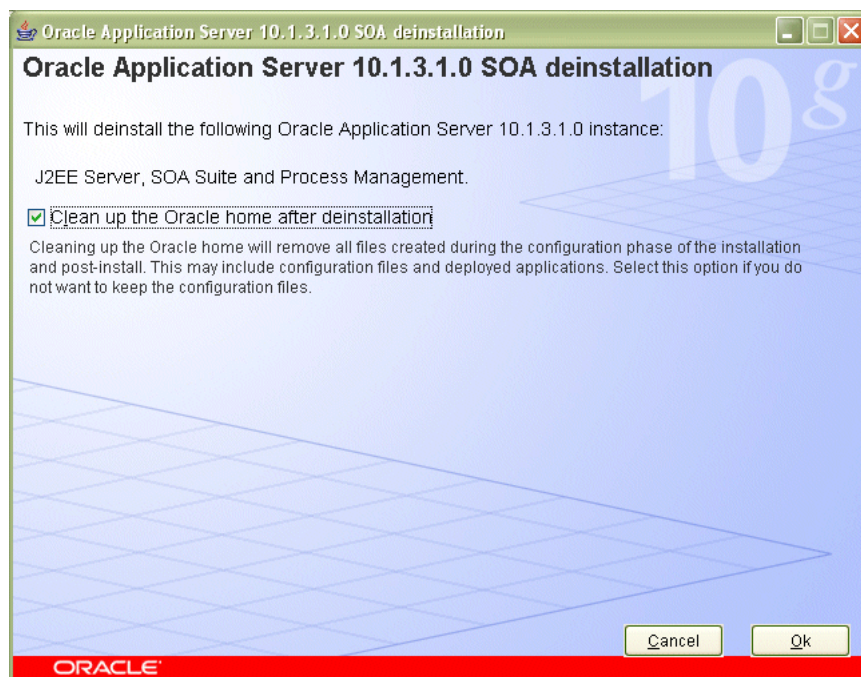 Oracle Application Server 10.1.3.1.0 SOA deinstallation
Oracle Application Server 10.1.3.1.0 SOA deinstallation
10g
This will deinstall the following Oracle Application Server 10.1.3.1.0 instance:
J2EE Server, SOA Suite and Process Management.
Clean up the Oracle home after deinstallation
Cleaning up the Oracle home will remove all files created during the configuration phase of the installation
and post-install. This may include configuration files and deployed applications. Select this option if you do
not want to keep the configuration files.
Cancel
Ok
ORACLE